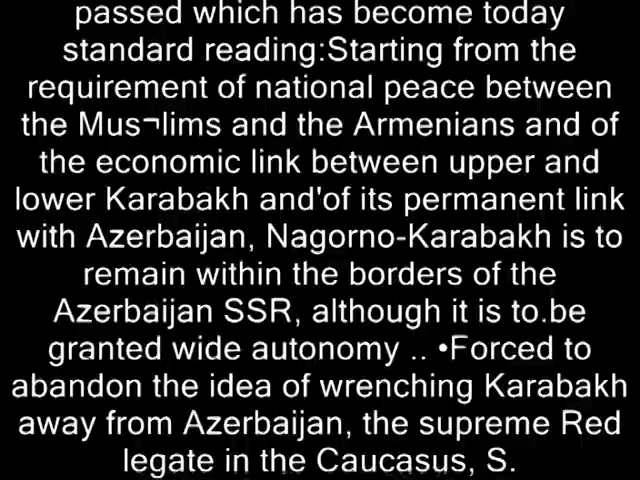 passed which has become today
standard reading:Starting from the
requirement of national peace between
the Mus¬lims and the Armenians and of
the economic link between upper and
lower Karabakh and'of its permanent link
with Azerbaijan, Nagorno-Karabakh is to
remain within the borders of the
Azerbaijan SSR, although it is to.be
granted wide autonomy .. •Forced to
abandon the idea of wrenching Karabakh
away from Azerbaijan, the supreme Red
legate in the Caucasus, S.